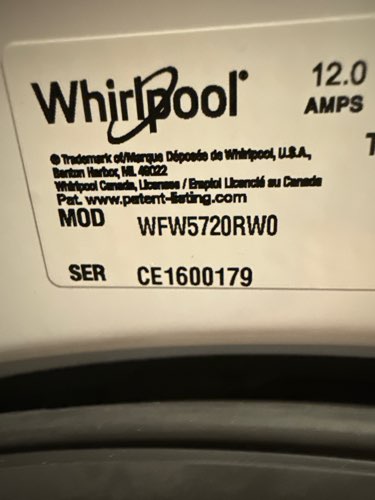 Whirlpool®
12.0
AMPS
® Trademark of/Marque Déposée de Whirlpool, U.S.A.,
Benton Harbor, MI. 49022
Whirlpool Canada, Licensee / Emploi Licencié au Canada
Pat. www.patent-listing.com
MOD WFW5720RW0
SER CE1600179